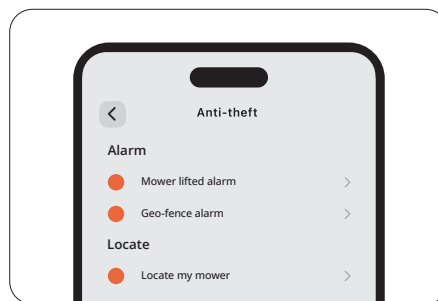 Anti-theft
Alarm
Mower lifted alarm
Geo-fence alarm
Locate
Locate my mower